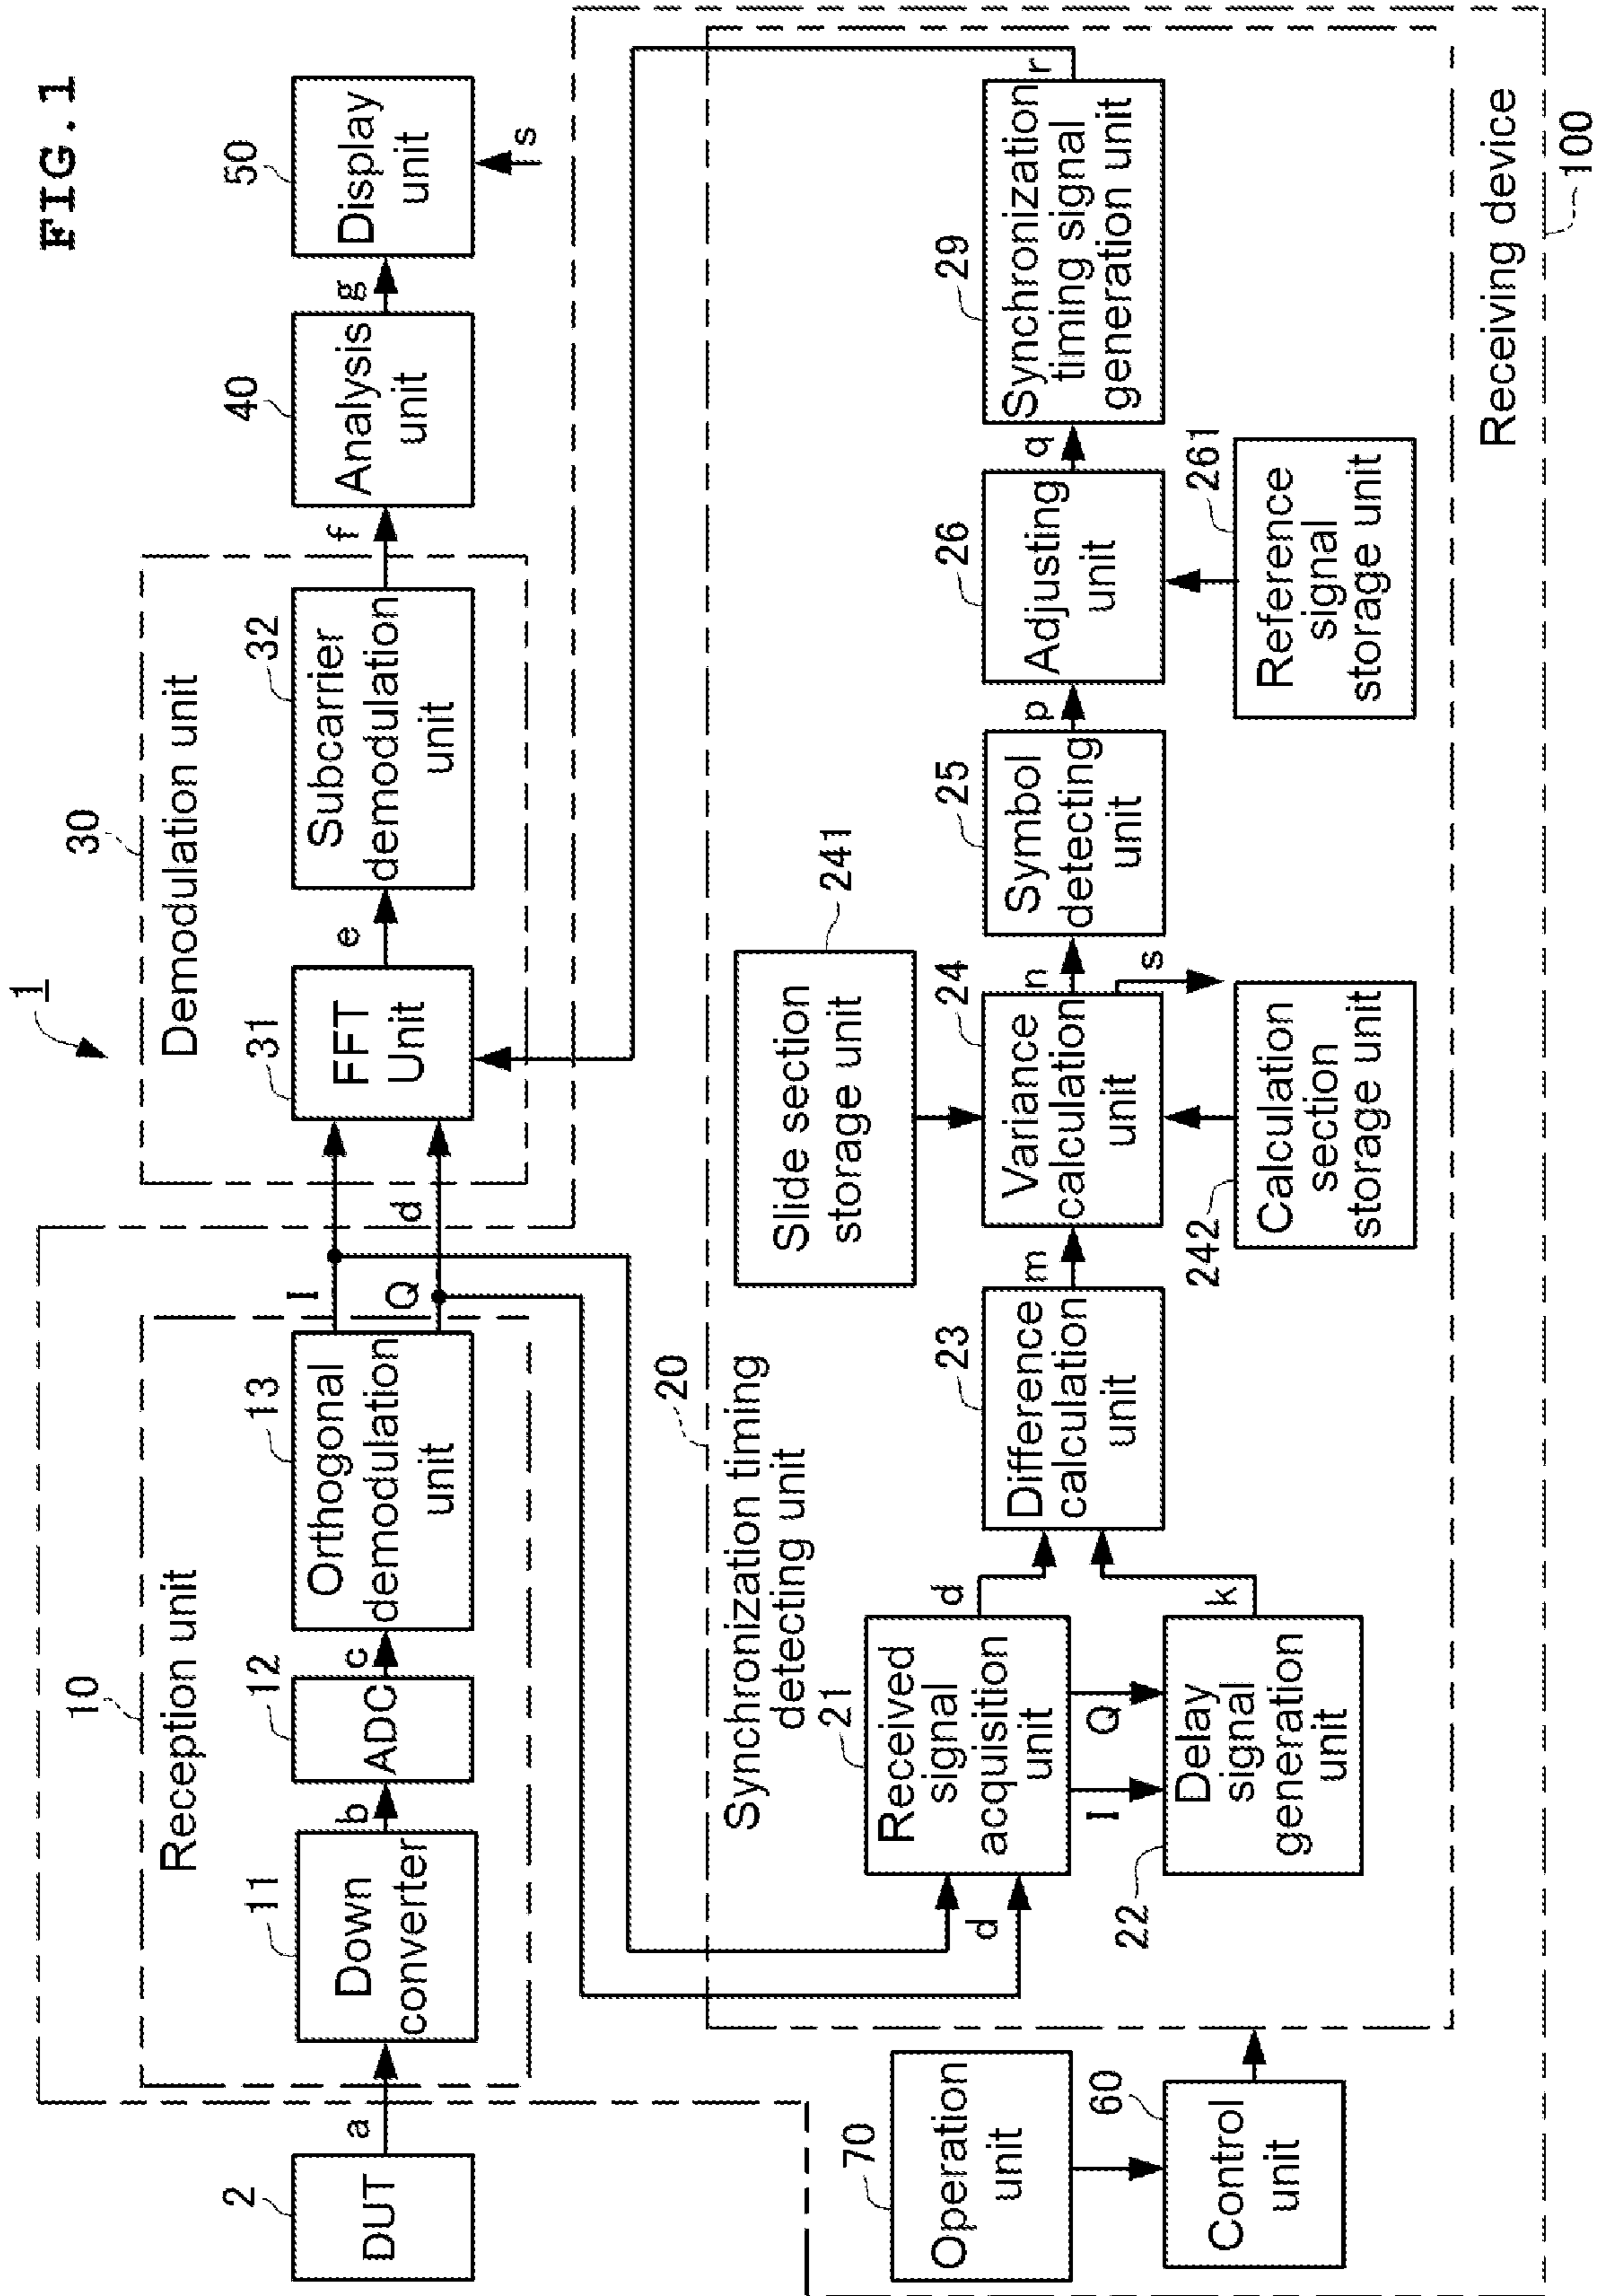 FIG. 1
1
2
DUT
a
10
Reception unit
11
Down
converter
b
12
ADC
c
13
Orthogonal
demodulation
unit
I
Q
d
30
Demodulation unit
31
FFT
Unit
e
32
Subcarrier
demodulation
unit
f
40
Analysis
unit
g
50
Display
unit
s
20
Synchronization timing
detecting unit
d
21
Received
signal
acquisition
unit
I
Q
22
Delay
signal
generation
unit
d
k
23
Difference
calculation
unit
m
241
Slide section
storage unit
24
Variance
calculation
unit
n
s
242
Calculation
section
storage unit
25
Symbol
detecting
unit
p
26
Adjusting
unit
q
261
Reference
signal
storage unit
29
Synchronization
timing signal
generation unit
r
70
Operation
unit
60
Control
unit
Receiving device
100